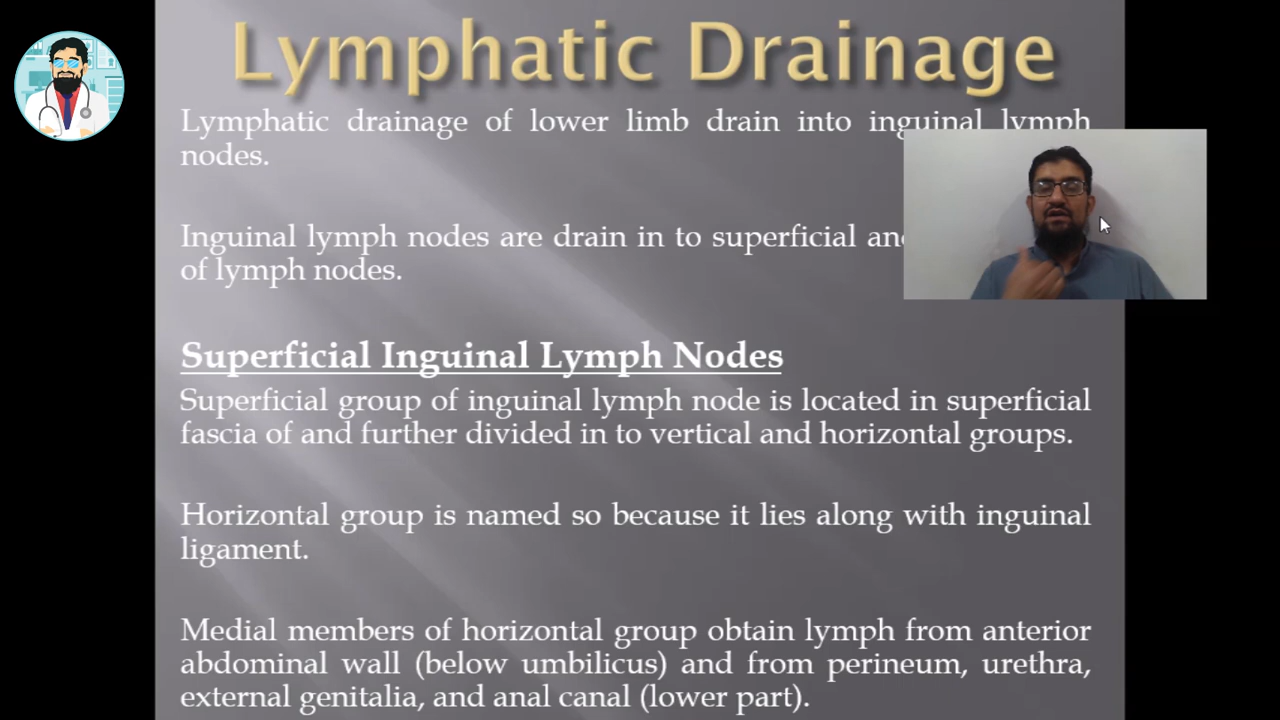 Lymphatic Drainage
Lymphatic drainage of lower limb drain into inguinal lymph
nodes.
Inguinal lymph nodes are drain in to superficial
of lymph nodes.
Superficial Inguinal Lymph Nodes
Superficial group of inguinal lymph node is located in superficial
fascia of and further divided in to vertical and horizontal groups.
Horizontal group is named so because it lies along with inguinal
ligament.
Medial members of horizontal group obtain lymph from anterior
abdominal wall (below umbilicus) and from perineum, urethra,
external genitalia, and anal canal (lower part).